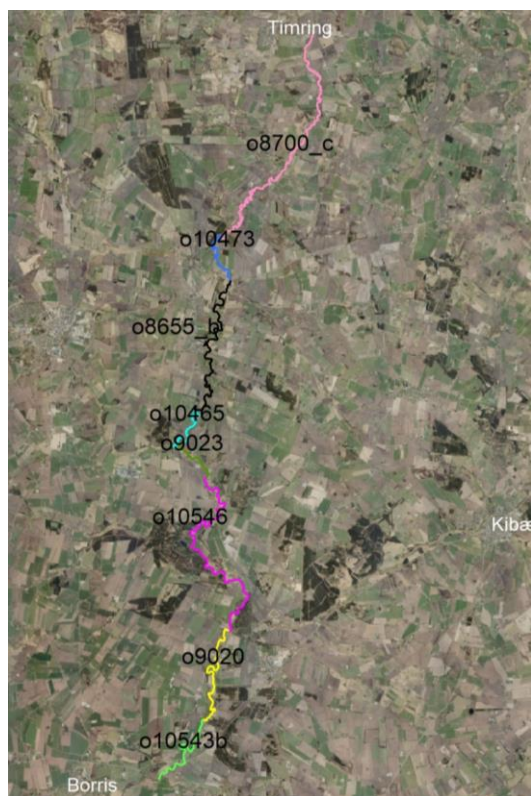 Timring
o8700_c
o10473
o8655_b
o10465
o9023
o10546
Kibæ
o9020
o10543b
Borris